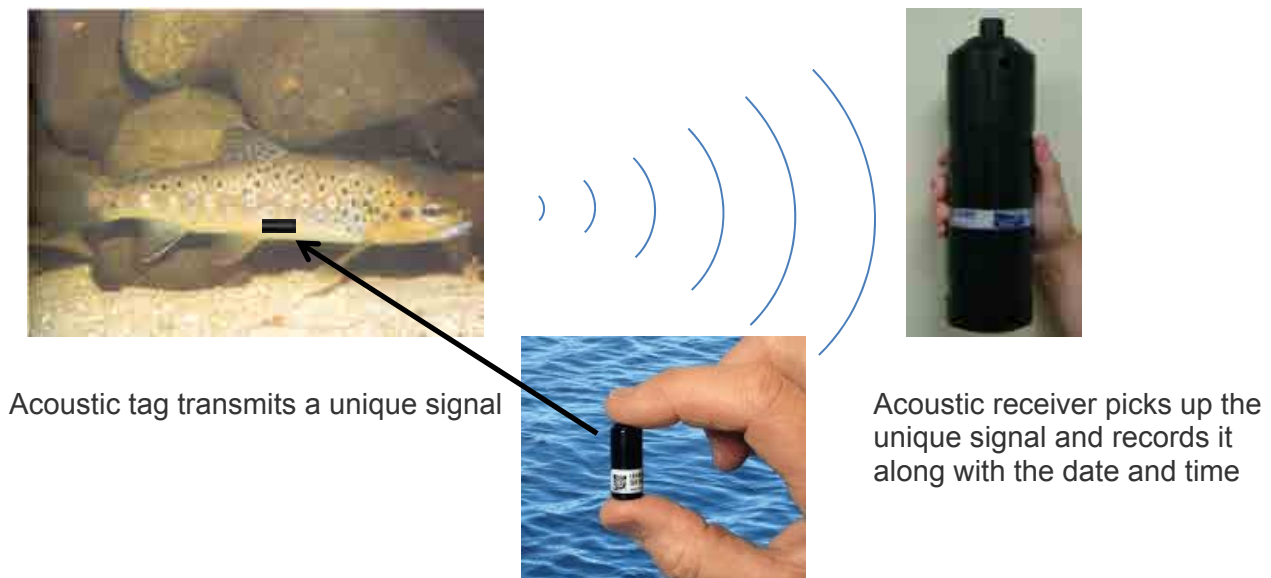 Acoustic tag transmits a unique signal
Acoustic receiver picks up the
unique signal and records it
along with the date and time